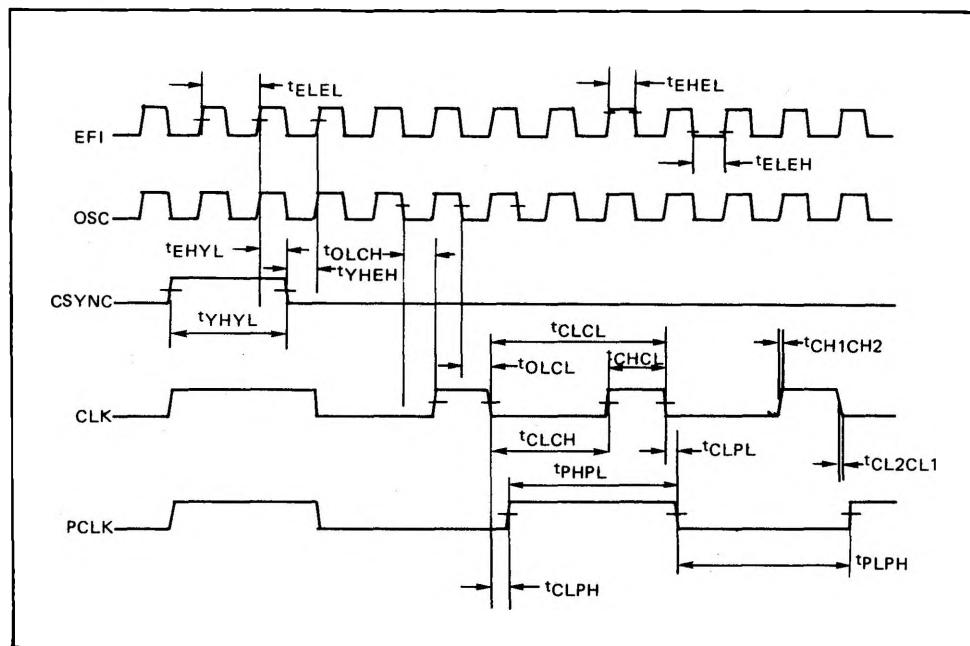 tELEL
tEHEL
EFI
tELEH
OSC
tEHYL
tOLCH
tYHEH
CSYNC
tYHYL
tCLCL
tCH1CH2
tCHCL
tOLCL
CLK
tCLCH
tCLPL
tCL2CL1
tPHPL
PCLK
tPLPH
tCLPH